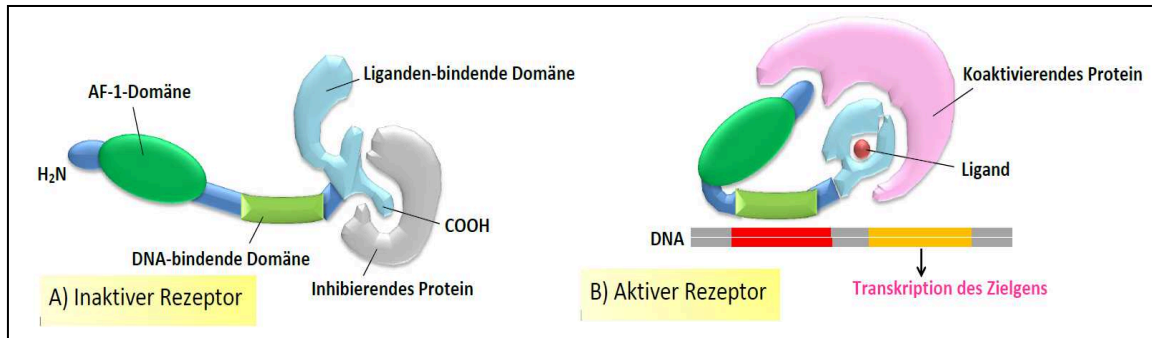 AF-1-Domäne
Liganden-bindende Domäne
H₂N
COOH
DNA-bindende Domäne
Inhibierendes Protein
A) Inaktiver Rezeptor
Koaktivierendes Protein
Ligand
DNA
Transkription des Zielgens
B) Aktiver Rezeptor